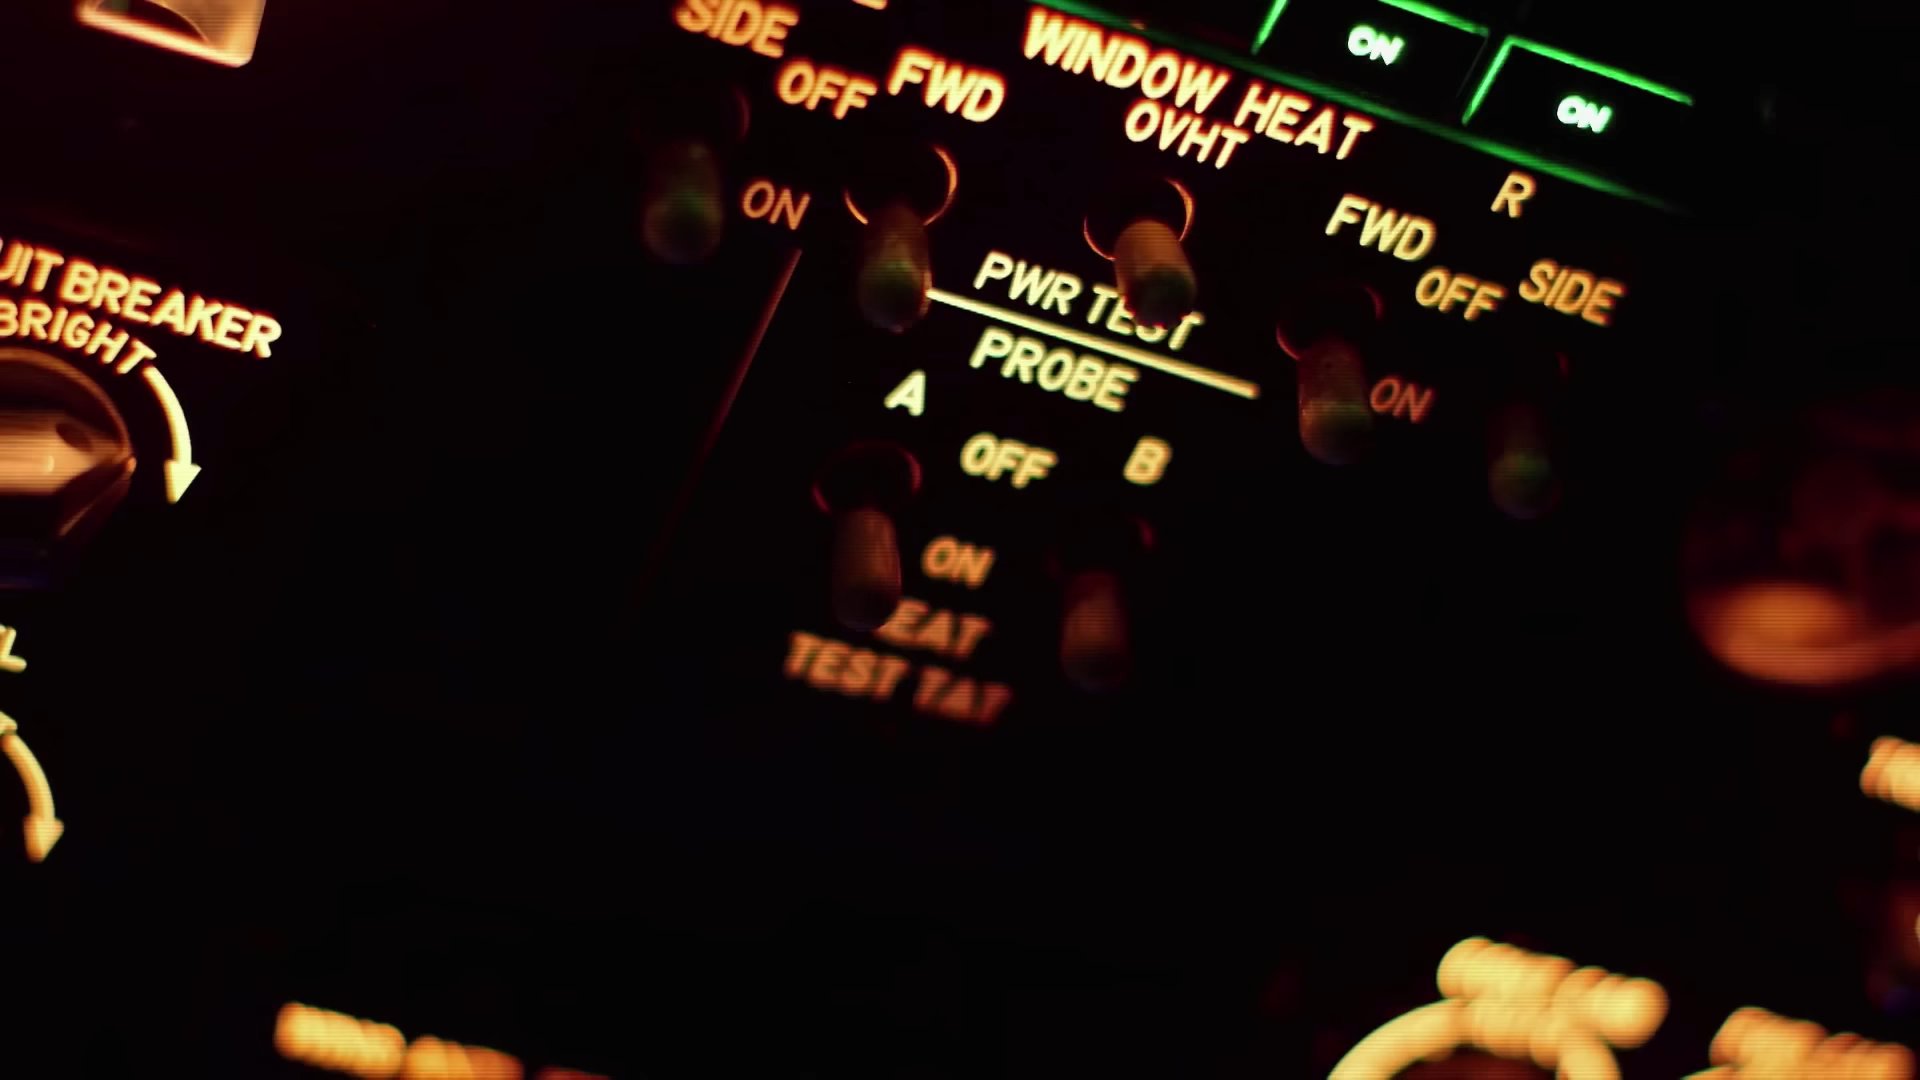 ON
ON
WINDOW HEAT
SIDE
OFF
FWD
OVHT
R
ON
FWD
OFF
SIDE
PWR TEST
ON
UIT BREAKER
BRIGHT
PROBE
A
OFF
B
ON
EAT
TEST TAT
L